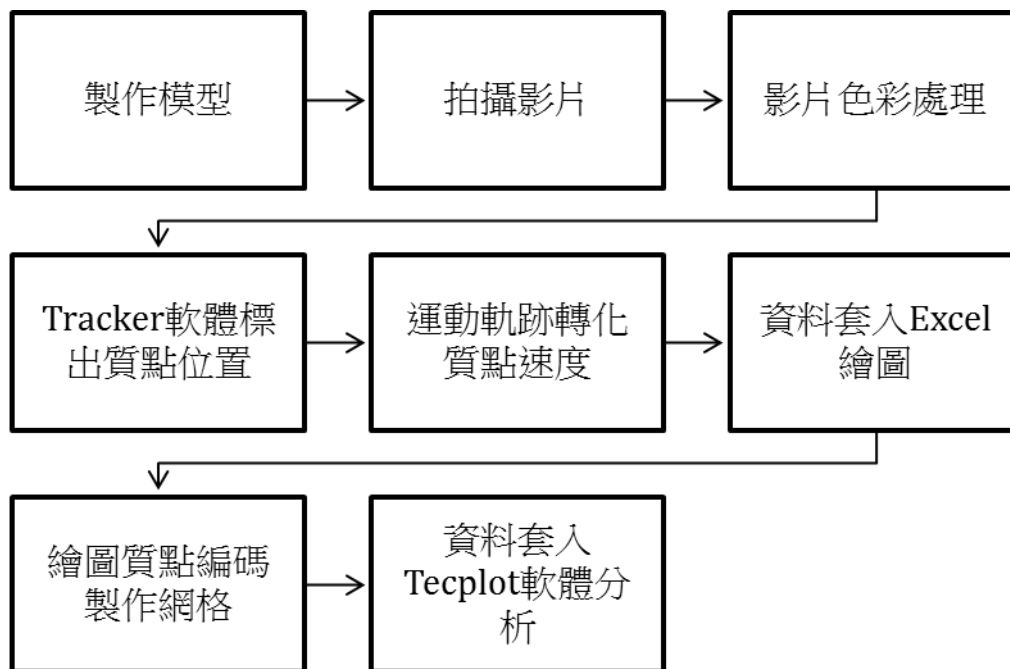 製作模型
拍攝影片
影片色彩處理
Tracker軟體標
出質點位置
運動軌跡轉化
質點速度
資料套入Excel
繪圖
繪圖質點編碼
製作網格
資料套入
Tecplot軟體分
析